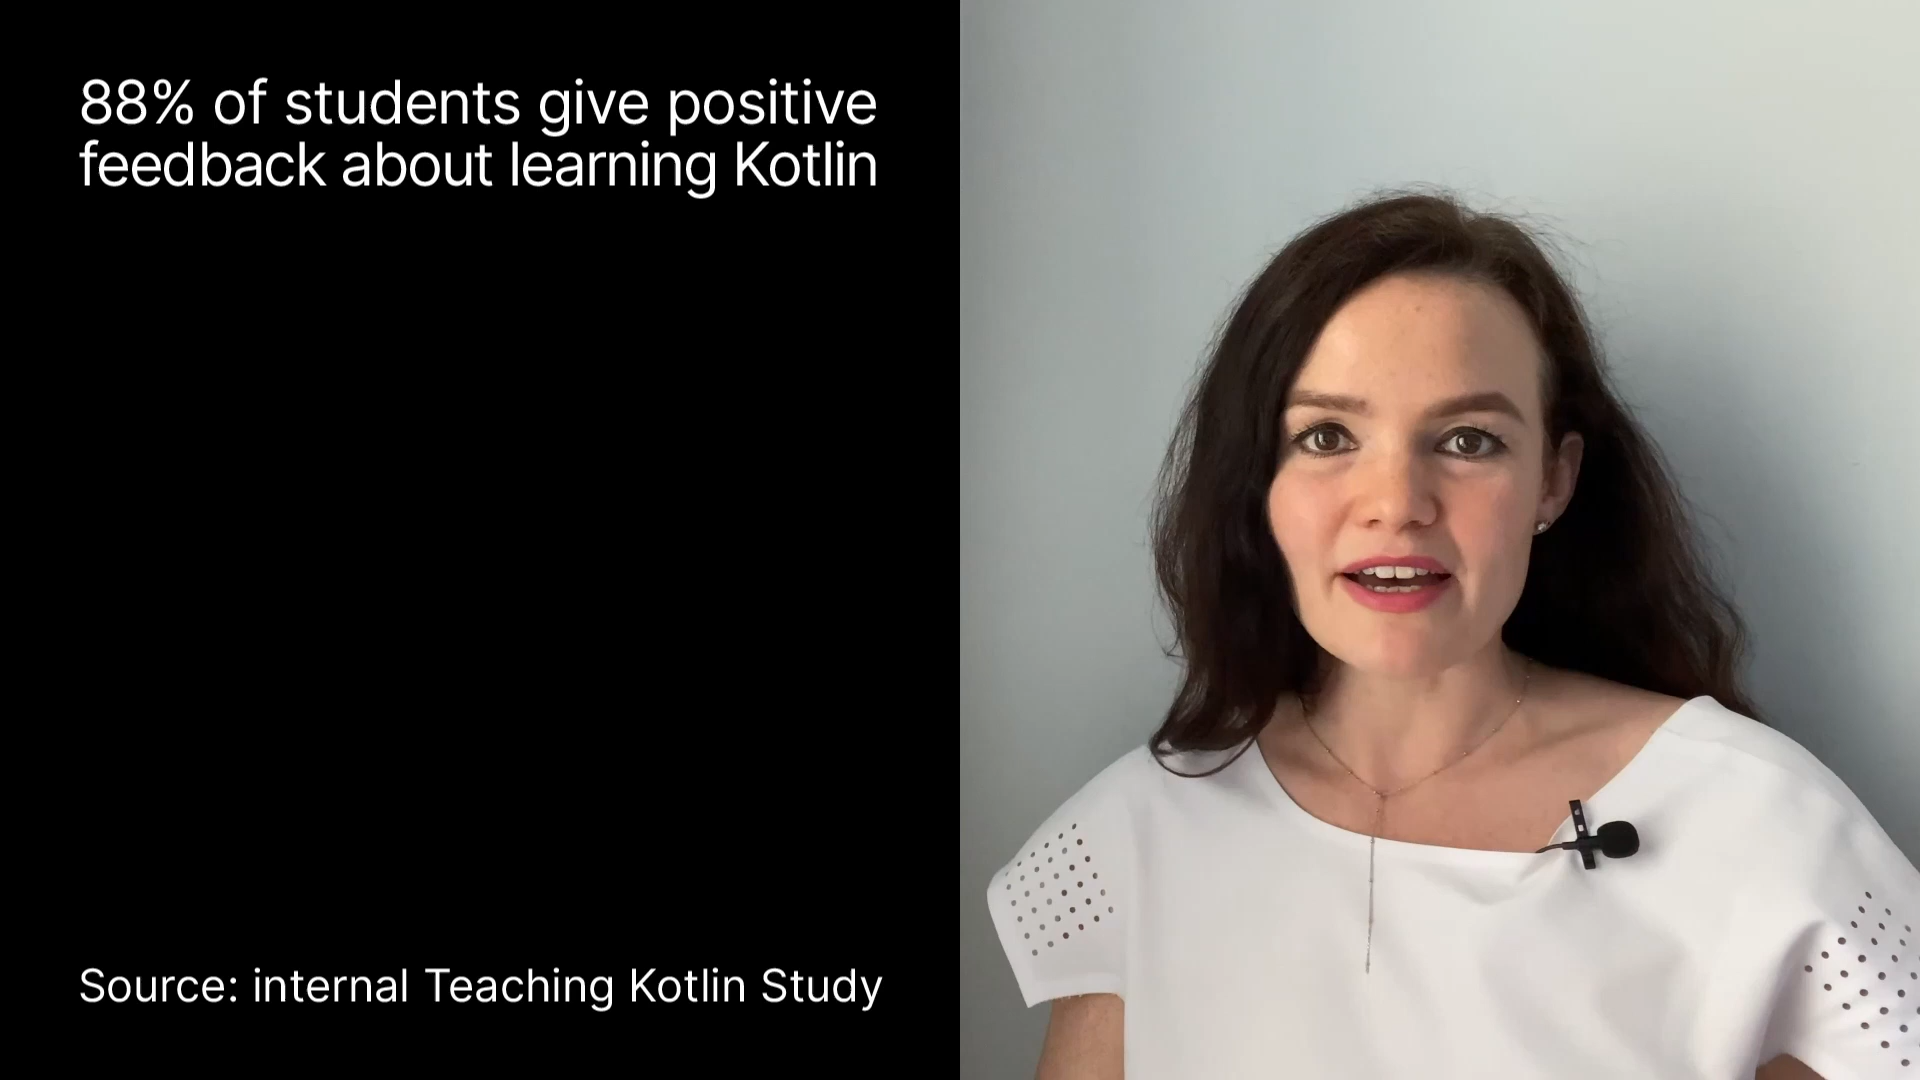 88% of students give positive
feedback about learning Kotlin
Source: internal Teaching Kotlin Study